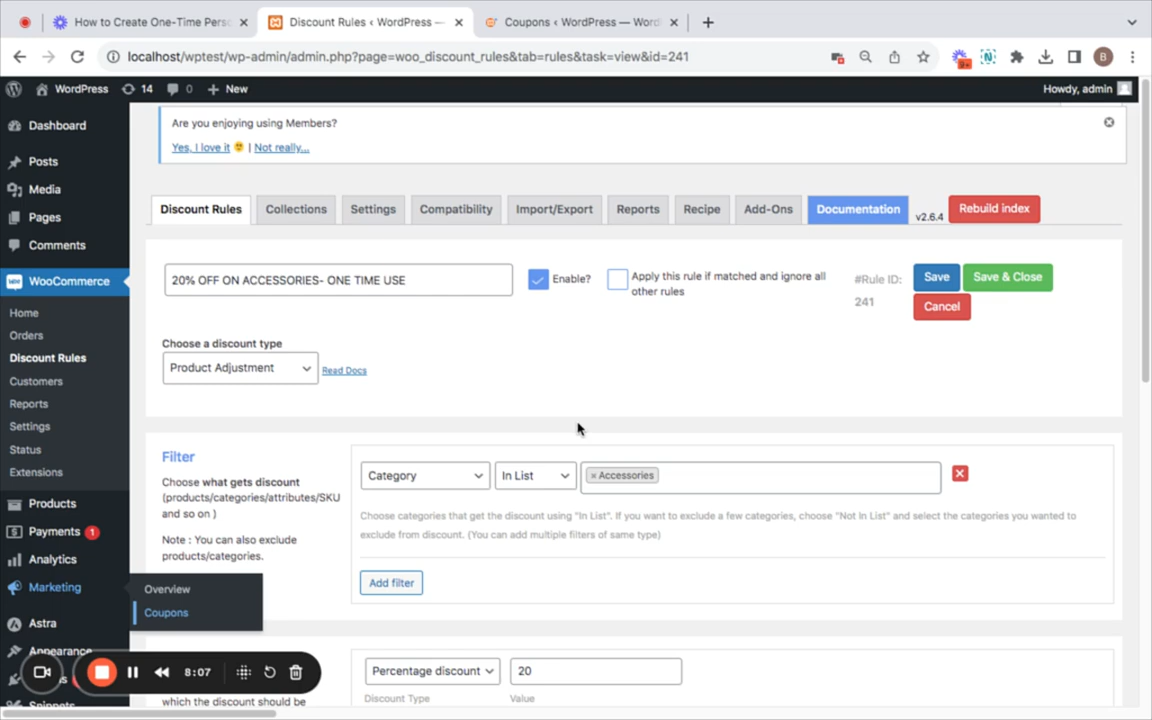 How to Create One-Time Perso
Discount Rules ‹ WordPress —
Coupons ‹ WordPress — Word
localhost/wptest/wp-admin/admin.php?page=woo_discount_rules&tab=rules&task=view&id=241
9+
B
WordPress
14
0
New
Howdy, admin
Dashboard
Posts
Media
Pages
Comments
WooCommerce
Home
Orders
Discount Rules
Customers
Reports
Settings
Status
Extensions
Products
Payments 1
Analytics
Marketing
Overview
Coupons
Astra
Appearance
8:07
Snippets
Are you enjoying using Members?
Yes, I love it 🙂 | Not really...
Discount Rules
Collections
Settings
Compatibility
Import/Export
Reports
Recipe
Add-Ons
Documentation
v2.6.4
Rebuild index
20% OFF ON ACCESSORIES- ONE TIME USE
Enable?
Apply this rule if matched and ignore all
other rules
#Rule ID:
241
Save
Save & Close
Cancel
Choose a discount type
Product Adjustment
Read Docs
Filter
Choose what gets discount
(products/categories/attributes/SKU
and so on )
Note : You can also exclude
products/categories.
Category
In List
× Accessories
Choose categories that get the discount using "In List". If you want to exclude a few categories, choose "Not In List" and select the categories you wanted to
exclude from discount. (You can add multiple filters of same type)
Add filter
Percentage discount
20
Discount Type
Value
which the discount should be